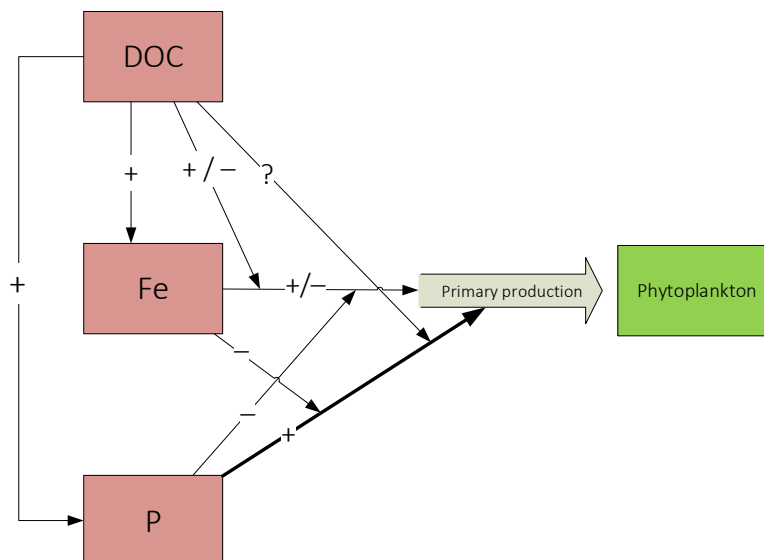 DOC
+
+ / –
?
+
Fe
+/–
Primary production
Phytoplankton
–
–
+
P